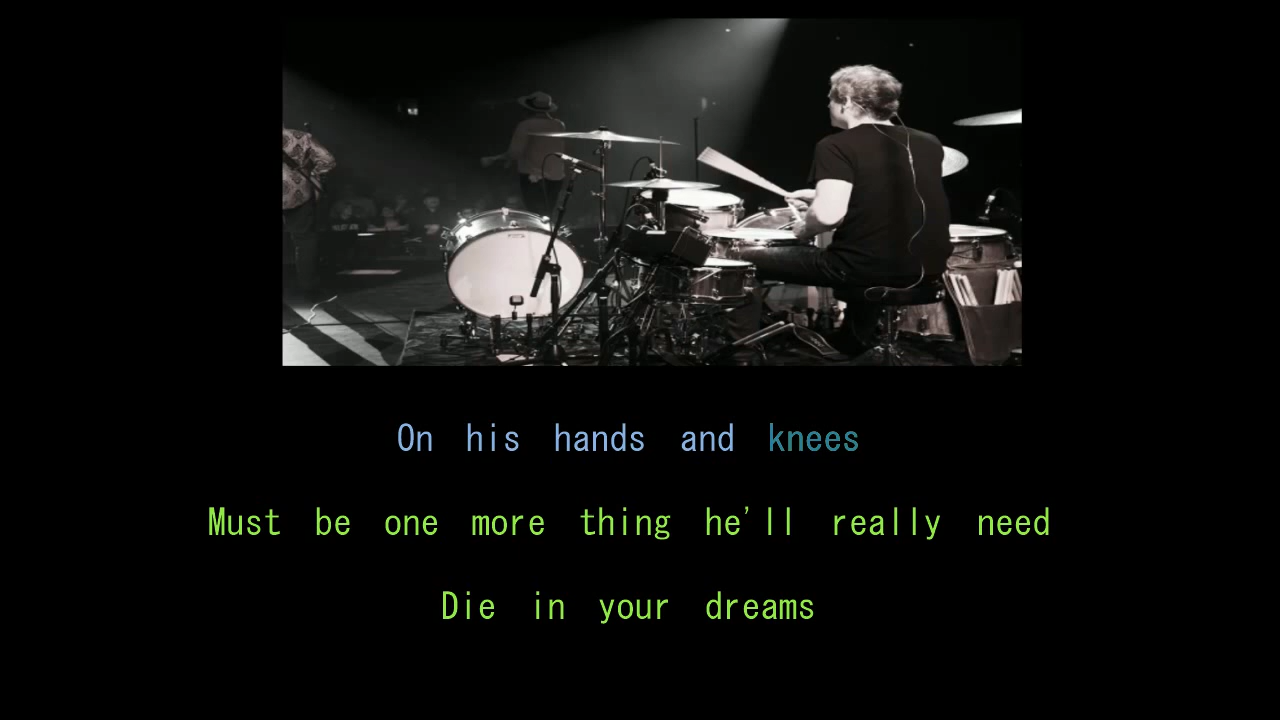 On his hands and knees
Must be one more thing he'll really need
Die in your dreams